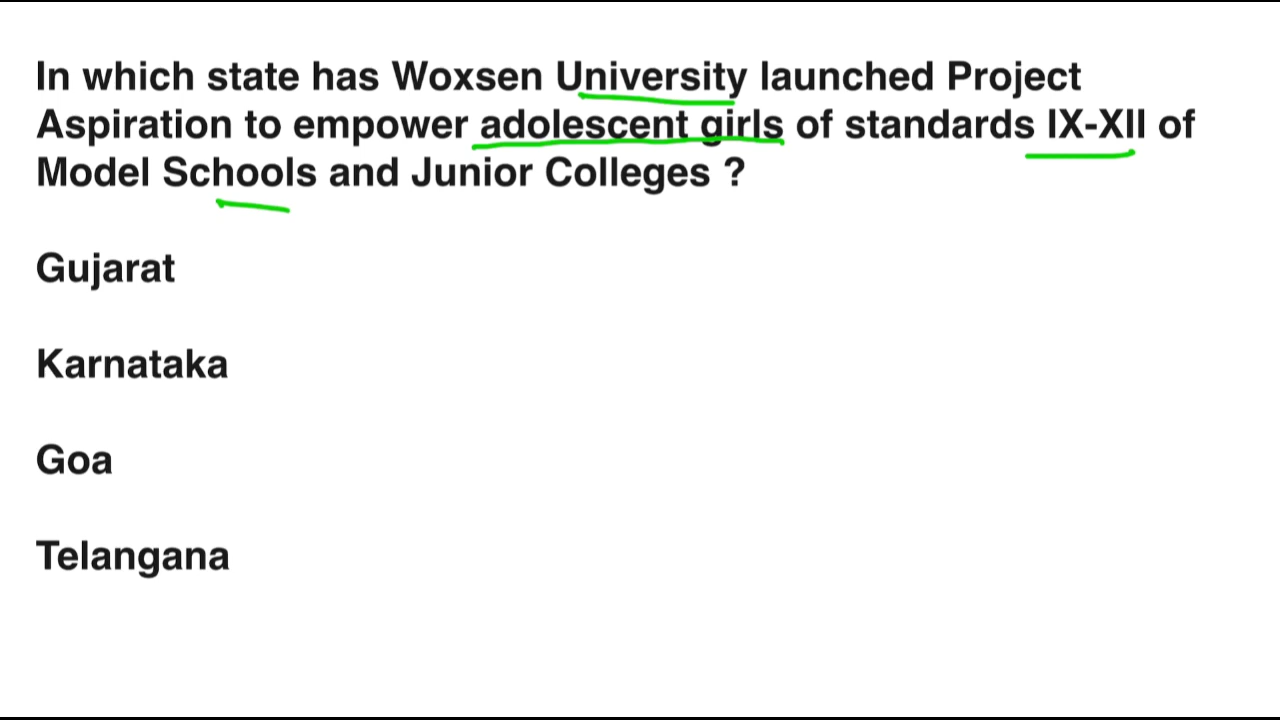 In which state has Woxsen University launched Project
Aspiration to empower adolescent girls of standards IX-XII of
Model Schools and Junior Colleges ?
Gujarat
Karnataka
Goa
Telangana